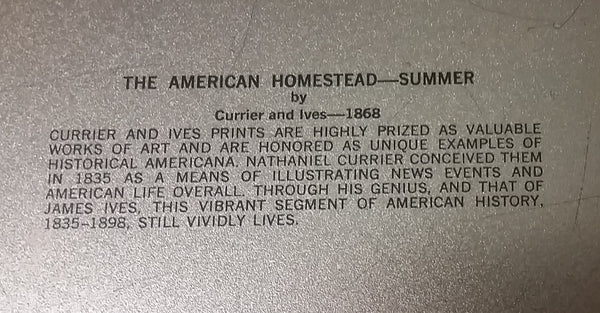 THE AMERICAN HOMESTEAD—SUMMER
by
Currier and Ives—1868
CURRIER AND IVES PRINTS ARE HIGHLY PRIZED AS VALUABLE
WORKS OF ART AND ARE HONORED AS UNIQUE EXAMPLES OF
HISTORICAL AMERICANA. NATHANIEL CURRIER CONCEIVED THEM
IN 1835 AS A MEANS OF ILLUSTRATING NEWS EVENTS AND
AMERICAN LIFE OVERALL. THROUGH HIS GENIUS, AND THAT OF
JAMES IVES, THIS VIBRANT SEGMENT OF AMERICAN HISTORY,
1835-1898, STILL VIVIDLY LIVES.